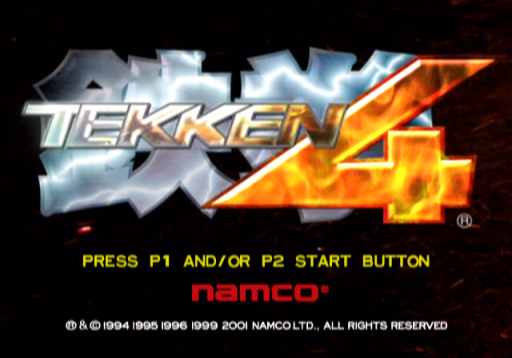 鉄拳
TEKKEN 4
®
PRESS P1 AND/OR P2 START BUTTON
namco®
® & © 1994 1995 1996 1999 2001 NAMCO LTD., ALL RIGHTS RESERVED